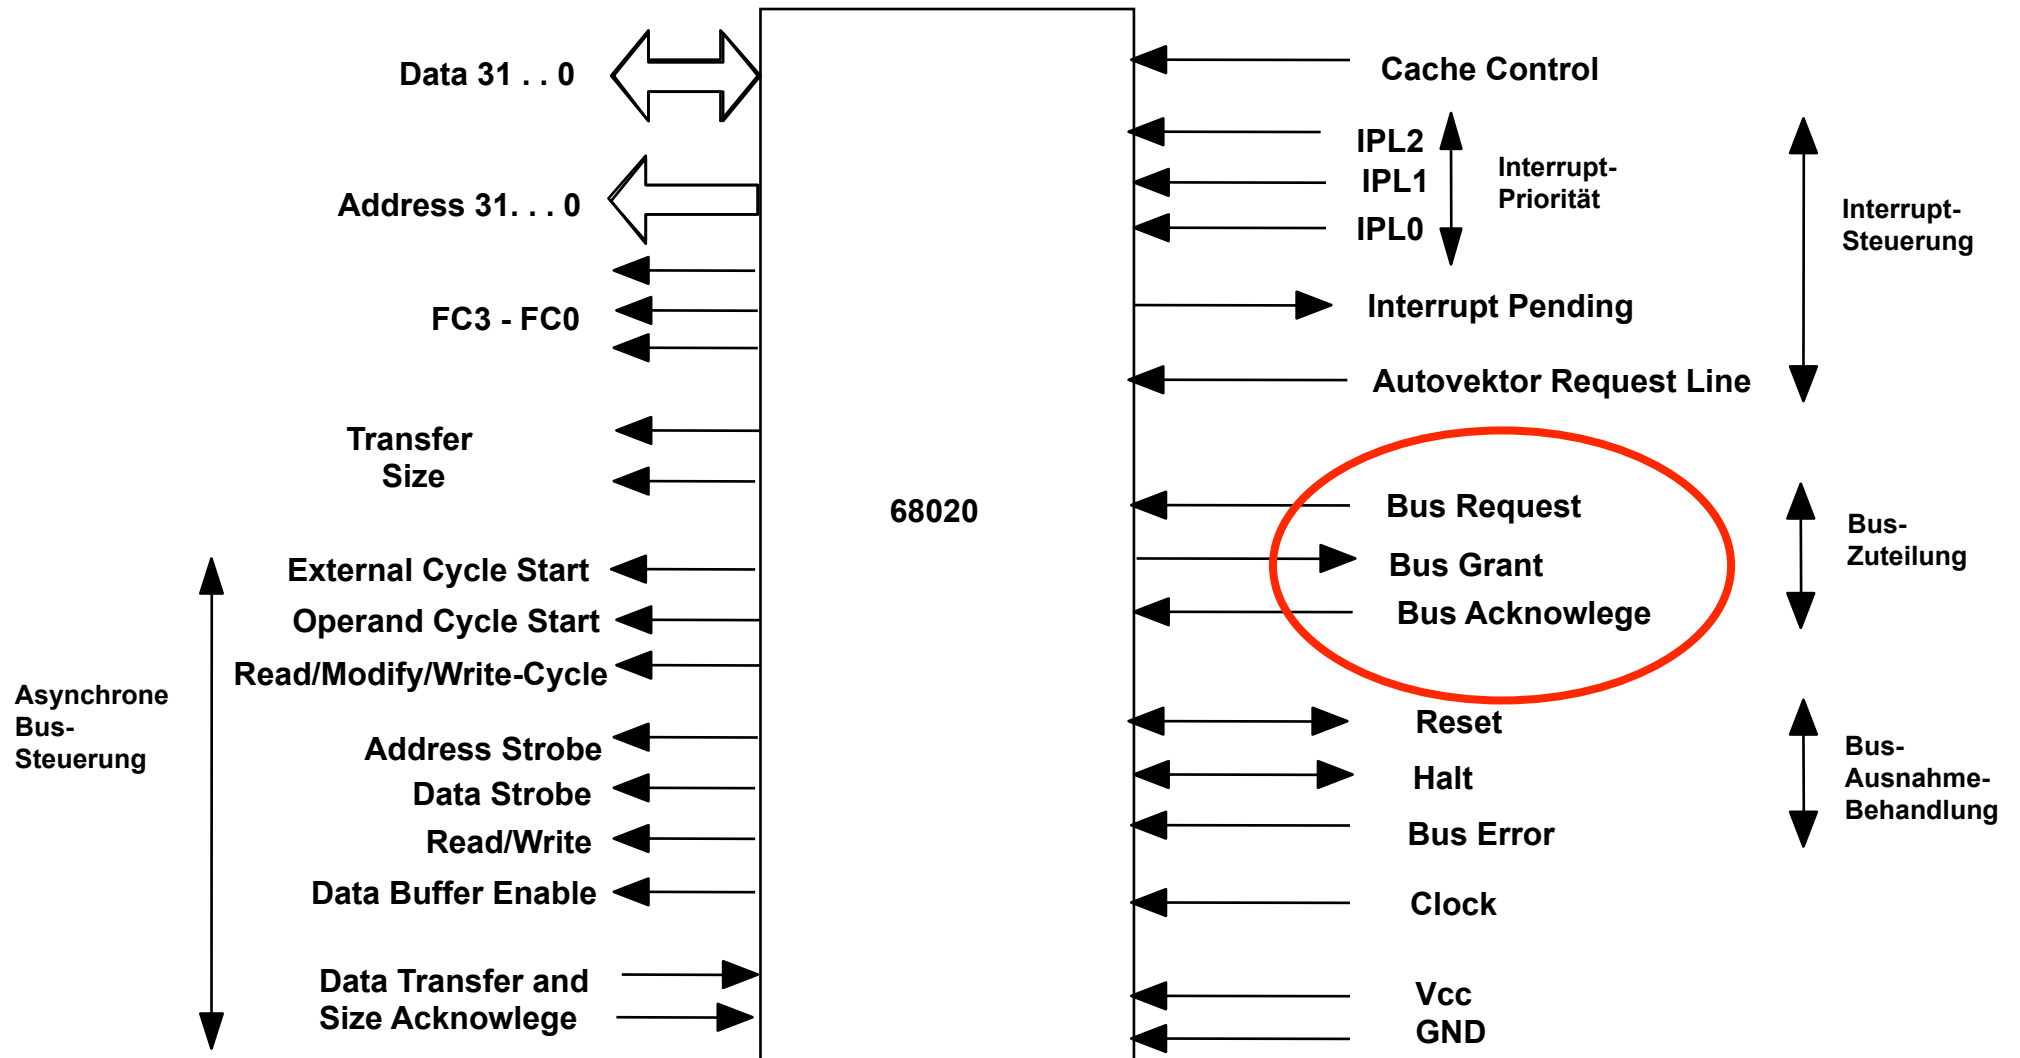 Data 31 . . 0
Address 31. . . 0
FC3 - FC0
Transfer
Size
External Cycle Start
Operand Cycle Start
Read/Modify/Write-Cycle
Address Strobe
Data Strobe
Read/Write
Data Buffer Enable
Data Transfer and
Size Acknowlege
Asynchrone
Bus-
Steuerung
68020
Cache Control
IPL2
IPL1
IPL0
Interrupt-
Priorität
Interrupt Pending
Autovektor Request Line
Interrupt-
Steuerung
Bus Request
Bus Grant
Bus Acknowlege
Bus-
Zuteilung
Reset
Halt
Bus Error
Bus-
Ausnahme-
Behandlung
Clock
Vcc
GND